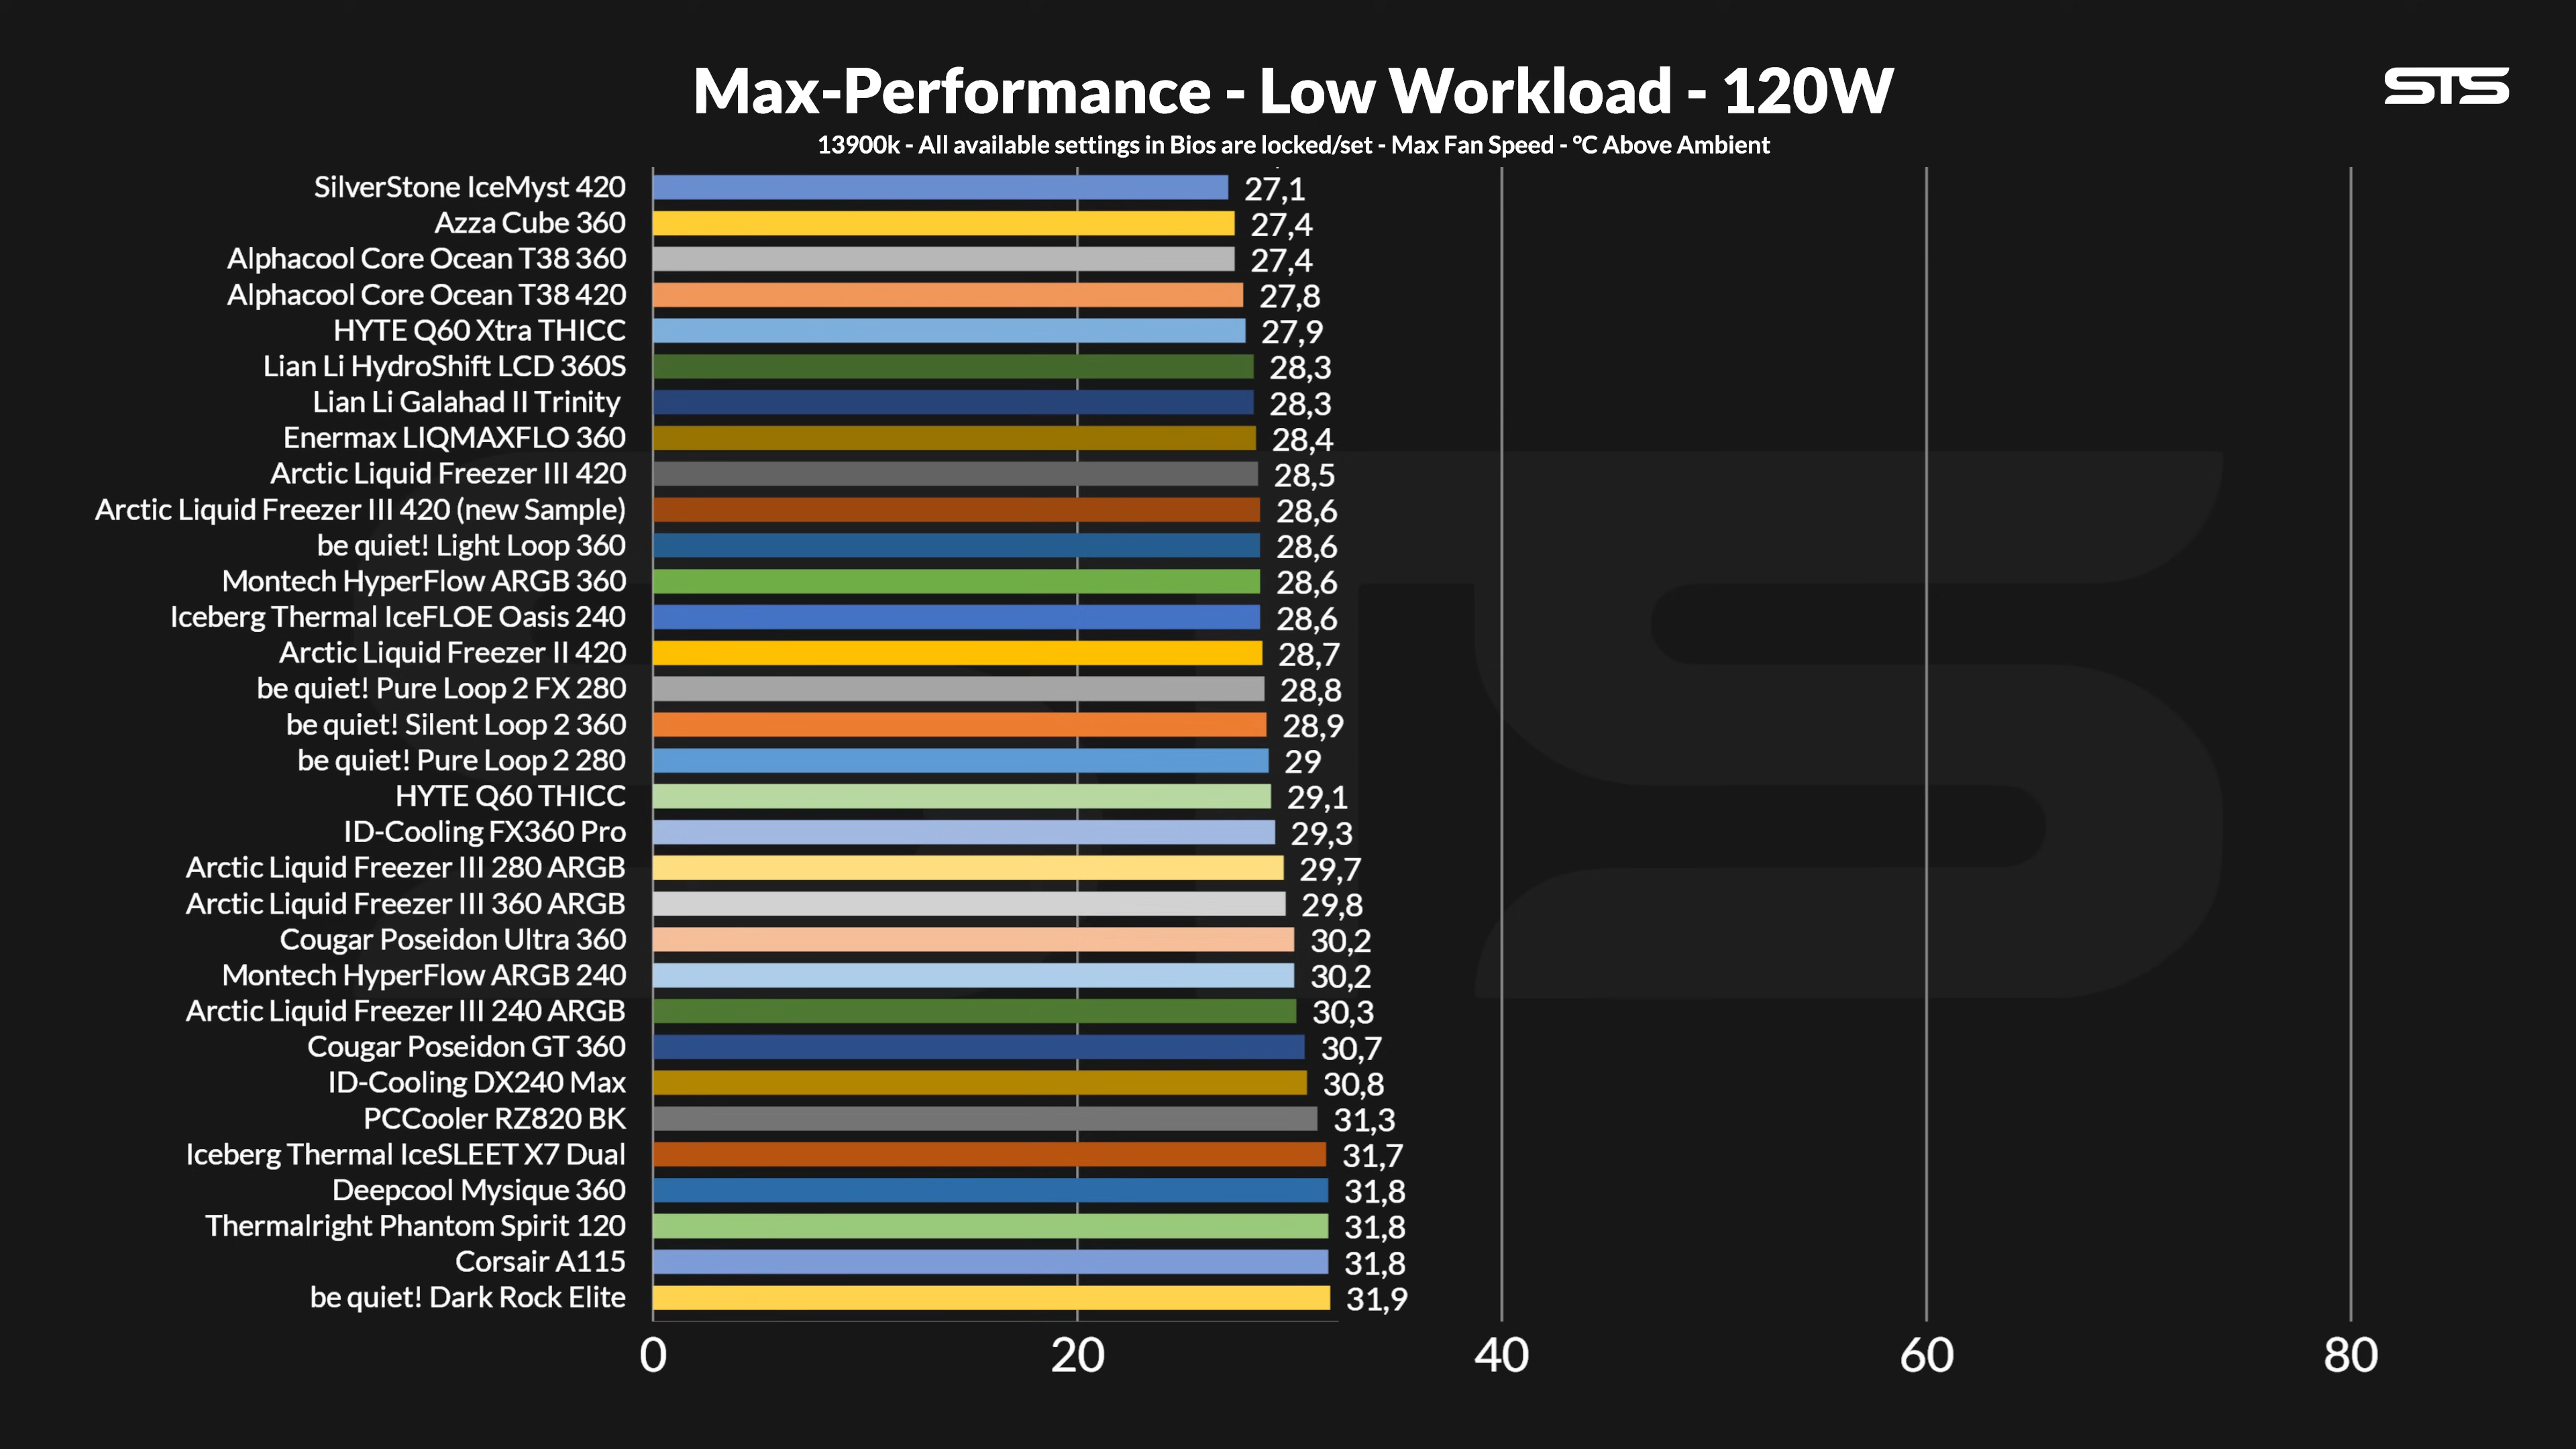 Max-Performance - Low Workload - 120W
STS
13900k - All available settings in Bios are locked/set - Max Fan Speed - °C Above Ambient
SilverStone IceMyst 420 27,1
Azza Cube 360 27,4
Alphacool Core Ocean T38 360 27,4
Alphacool Core Ocean T38 420 27,8
HYTE Q60 Xtra THICC 27,9
Lian Li HydroShift LCD 360S 28,3
Lian Li Galahad II Trinity 28,3
Enermax LIQMAXFLO 360 28,4
Arctic Liquid Freezer III 420 28,5
Arctic Liquid Freezer III 420 (new Sample) 28,6
be quiet! Light Loop 360 28,6
Montech HyperFlow ARGB 360 28,6
Iceberg Thermal IceFLOE Oasis 240 28,6
Arctic Liquid Freezer II 420 28,7
be quiet! Pure Loop 2 FX 280 28,8
be quiet! Silent Loop 2 360 28,9
be quiet! Pure Loop 2 280 29
HYTE Q60 THICC 29,1
ID-Cooling FX360 Pro 29,3
Arctic Liquid Freezer III 280 ARGB 29,7
Arctic Liquid Freezer III 360 ARGB 29,8
Cougar Poseidon Ultra 360 30,2
Montech HyperFlow ARGB 240 30,2
Arctic Liquid Freezer III 240 ARGB 30,3
Cougar Poseidon GT 360 30,7
ID-Cooling DX240 Max 30,8
PCCooler RZ820 BK 31,3
Iceberg Thermal IceSLEET X7 Dual 31,7
Deepcool Mysique 360 31,8
Thermalright Phantom Spirit 120 31,8
Corsair A115 31,8
be quiet! Dark Rock Elite 31,9
0 20 40 60 80